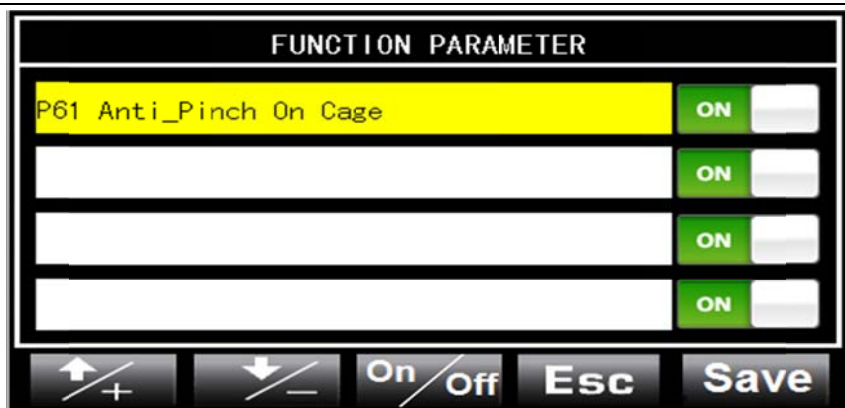 FUNCTION PARAMETER
P61 Anti_Pinch On Cage ON
ON
ON
ON
/+ /− On/Off Esc Save